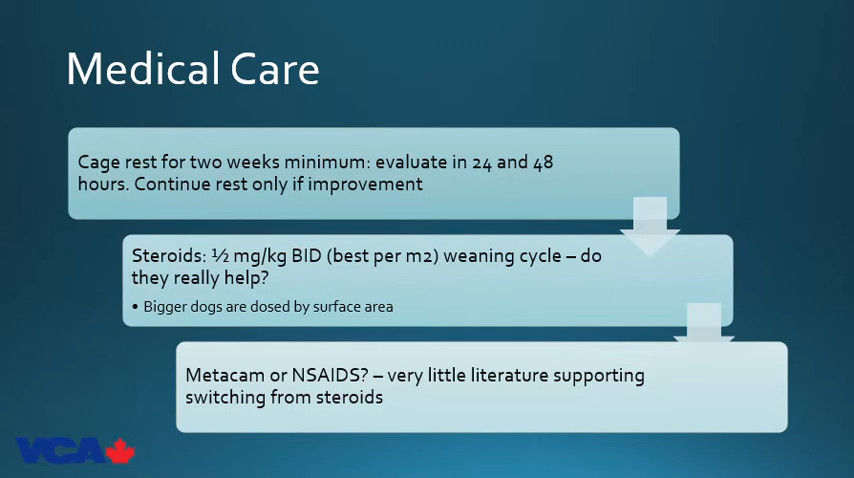 Medical Care
Cage rest for two weeks minimum: evaluate in 24 and 48
hours. Continue rest only if improvement
Steroids: ½ mg/kg BID (best per m2) weaning cycle – do
they really help?
• Bigger dogs are dosed by surface area
Metacam or NSAIDS? – very little literature supporting
switching from steroids
VCA